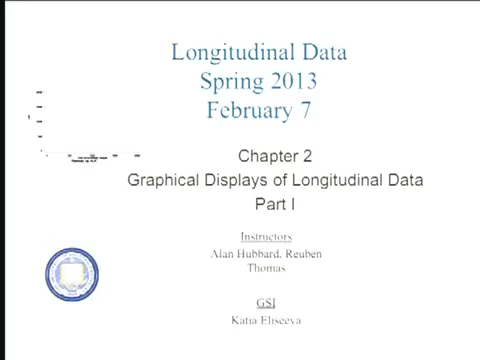 Longitudinal Data
Spring 2013
February 7
Chapter 2
Graphical Displays of Longitudinal Data
Part I
Instructors
Alan Hubbard, Reuben
Thomas
GSI
Katia Eliseeva